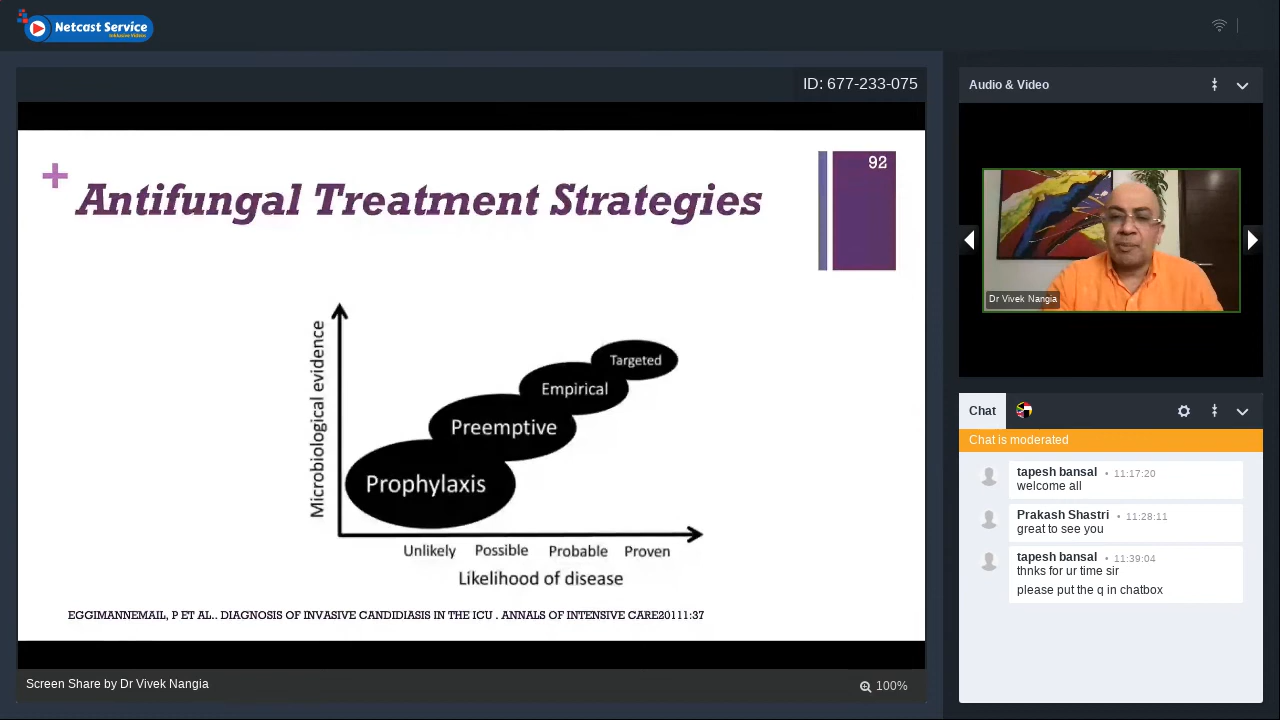 Netcast Service
Inklusive Videos
ID: 677-233-075
+
Antifungal Treatment Strategies
92
Microbiological evidence
Targeted
Empirical
Preemptive
Prophylaxis
Unlikely Possible Probable Proven
Likelihood of disease
EGGIMANNEMAIL, P ET AL.. DIAGNOSIS OF INVASIVE CANDIDIASIS IN THE ICU . ANNALS OF INTENSIVE CARE20111:37
Screen Share by Dr Vivek Nangia
100%
Audio & Video
Dr Vivek Nangia
Chat
Chat is moderated
tapesh bansal • 11:17:20
welcome all
Prakash Shastri • 11:28:11
great to see you
tapesh bansal • 11:39:04
thnks for ur time sir
please put the q in chatbox